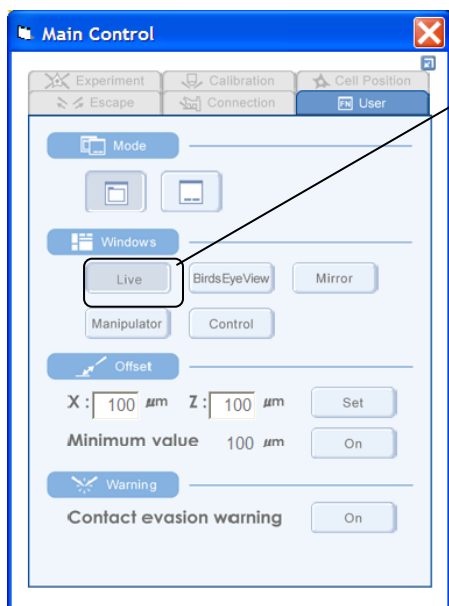 Main Control
Experiment Calibration Cell Position
Escape Connection FN User
Mode
Windows
Live BirdsEyeView Mirror
Manipulator Control
Offset
X : 100 µm Z : 100 µm Set
Minimum value 100 µm On
Warning
Contact evasion warning On